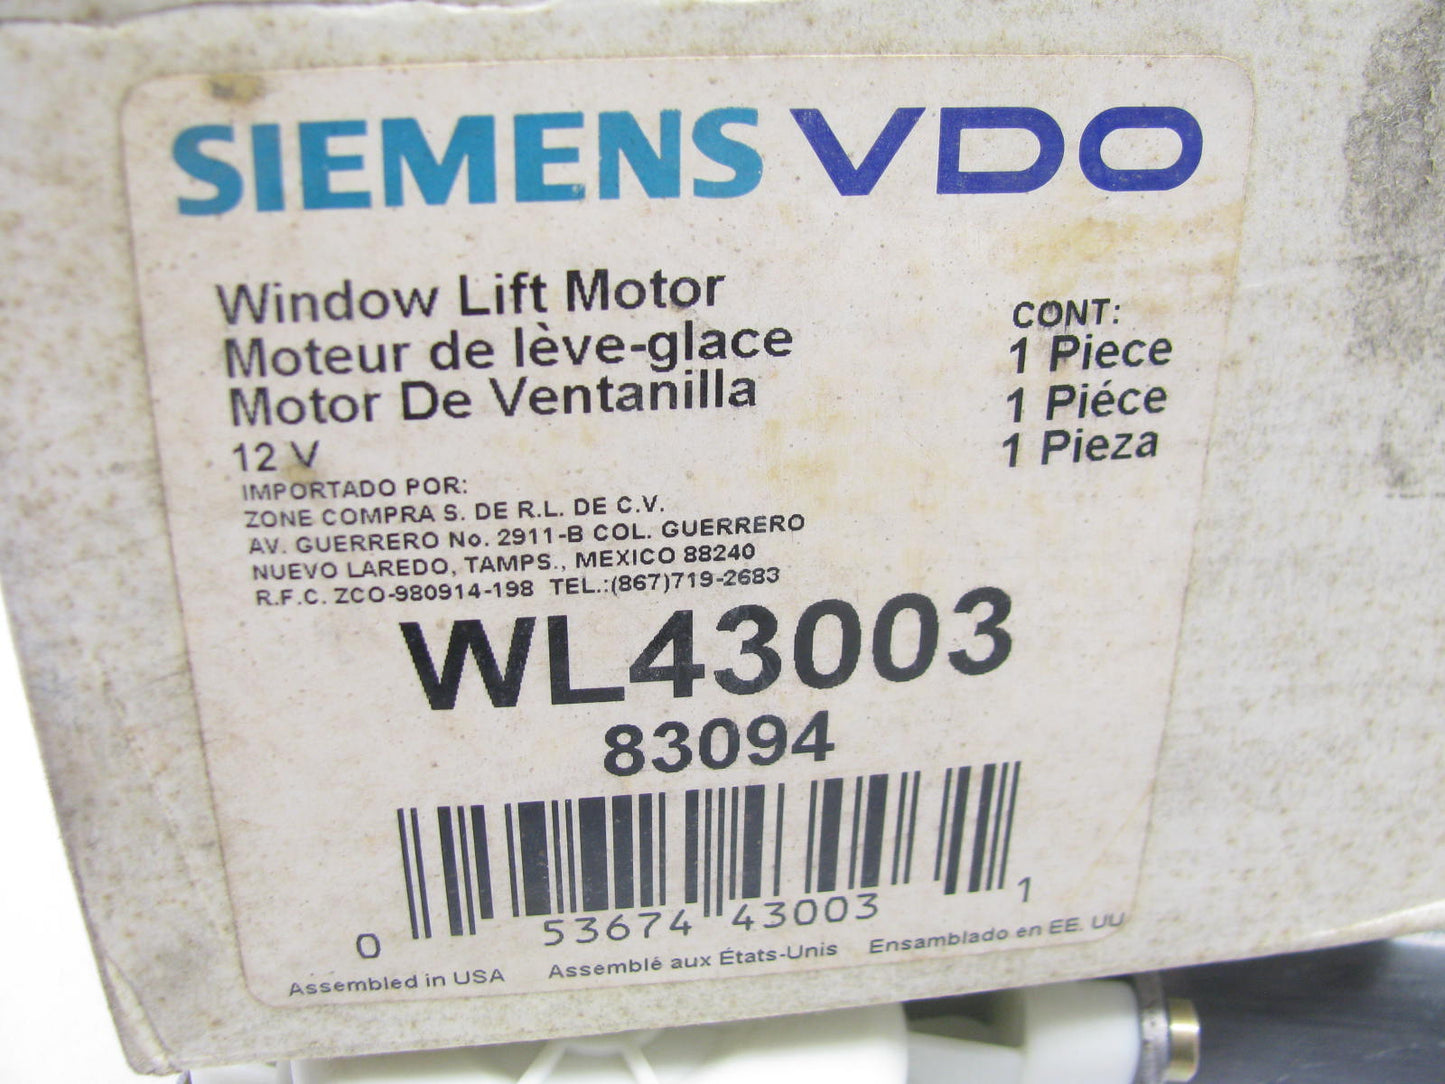 SIEMENS VDO
Window Lift Motor
Moteur de lève-glace
Motor De Ventanilla
12 V
CONT:
1 Piece
1 Piéce
1 Pieza
IMPORTADO POR:
ZONE COMPRA S. DE R.L. DE C.V.
AV. GUERRERO No. 2911-B COL. GUERRERO
NUEVO LAREDO, TAMPS., MEXICO 88240
R.F.C. ZCO-980914-198 TEL.:(867)719-2683
WL43003
83094
0 53674 43003 1
Assembled in USA Assemblé aux États-Unis Ensamblado en EE. UU